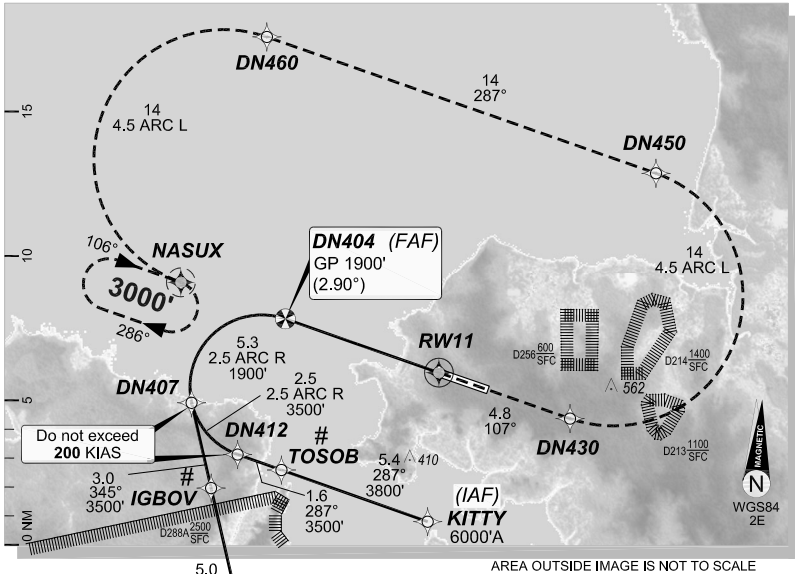 DN460
14
287°
DN450
14
4.5 ARC L
15
10
5
0 NM
NASUX
106°
3000'
286°
DN404 (FAF)
GP 1900'
(2.90°)
14
4.5 ARC L
RW11
D256 600
SFC
D214 1400
SFC
562
5.3
2.5 ARC R
1900'
DN407
2.5
2.5 ARC R
3500'
4.8
107°
DN430
D213 1100
SFC
Do not exceed
200 KIAS
DN412
#
TOSOB
5.4
287°
3800'
410
MAGNETIC
N
WGS84
2E
3.0
345°
3500'
#
IGBOV
1.6
287°
3500'
(IAF)
KITTY
6000'A
D288A 2500
SFC
5.0
AREA OUTSIDE IMAGE IS NOT TO SCALE